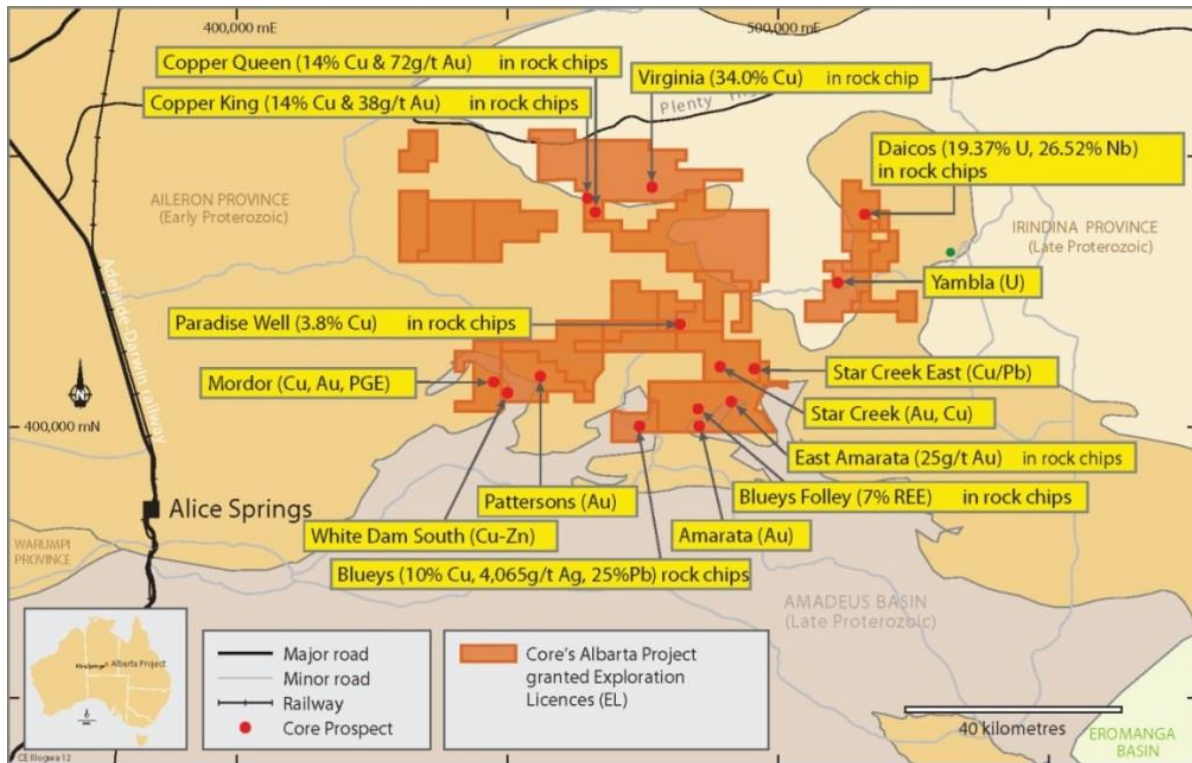 400,000 mE
500,000 mE
Copper Queen (14% Cu & 72g/t Au) in rock chips
Virginia (34.0% Cu) in rock chip
Copper King (14% Cu & 38g/t Au) in rock chips
Plenty
Daicos (19.37% U, 26.52% Nb)
in rock chips
AILERON PROVINCE
(Early Proterozoic)
IRINDINA PROVINCE
(Late Proterozoic)
Adelaide-Darwin railway
Yambla (U)
Paradise Well (3.8% Cu) in rock chips
Mordor (Cu, Au, PGE)
Star Creek East (Cu/Pb)
N
Star Creek (Au, Cu)
400,000 mN
East Amarata (25g/t Au) in rock chips
Pattersons (Au)
Blueys Folley (7% REE) in rock chips
Alice Springs
White Dam South (Cu-Zn)
Amarata (Au)
WARUMPI
PROVINCE
Blueys (10% Cu, 4,065g/t Ag, 25%Pb) rock chips
AMADEUS BASIN
(Late Proterozoic)
Alice Springs
Albarta Project
Major road
Minor road
Railway
Core Prospect
Core's Albarta Project
granted Exploration
Licences (EL)
40 kilometres
EROMANGA
BASIN